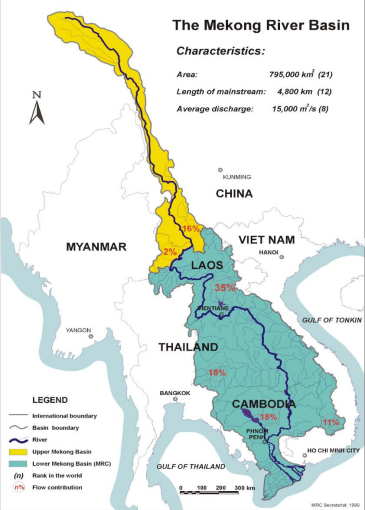 The Mekong River Basin
Characteristics:
Area: 795,000 km² (21)
Length of mainstream: 4,800 km (12)
Average discharge: 15,000 m³/s (8)
N
KUNMING
CHINA
16%
MYANMAR
2%
VIET NAM
HANOI
LAOS
35%
VIENTIANE
GULF OF TONKIN
YANGON
THAILAND
18%
BANGKOK
CAMBODIA
18%
11%
PHNOM
PENH
HO CHI MINH CITY
GULF OF THAILAND
LEGEND
International boundary
Basin boundary
River
Upper Mekong Basin
Lower Mekong Basin (MRC)
(n) Rank in the world
n% Flow contribution
0 100 200 300 km
MRC Secretariat, 1999